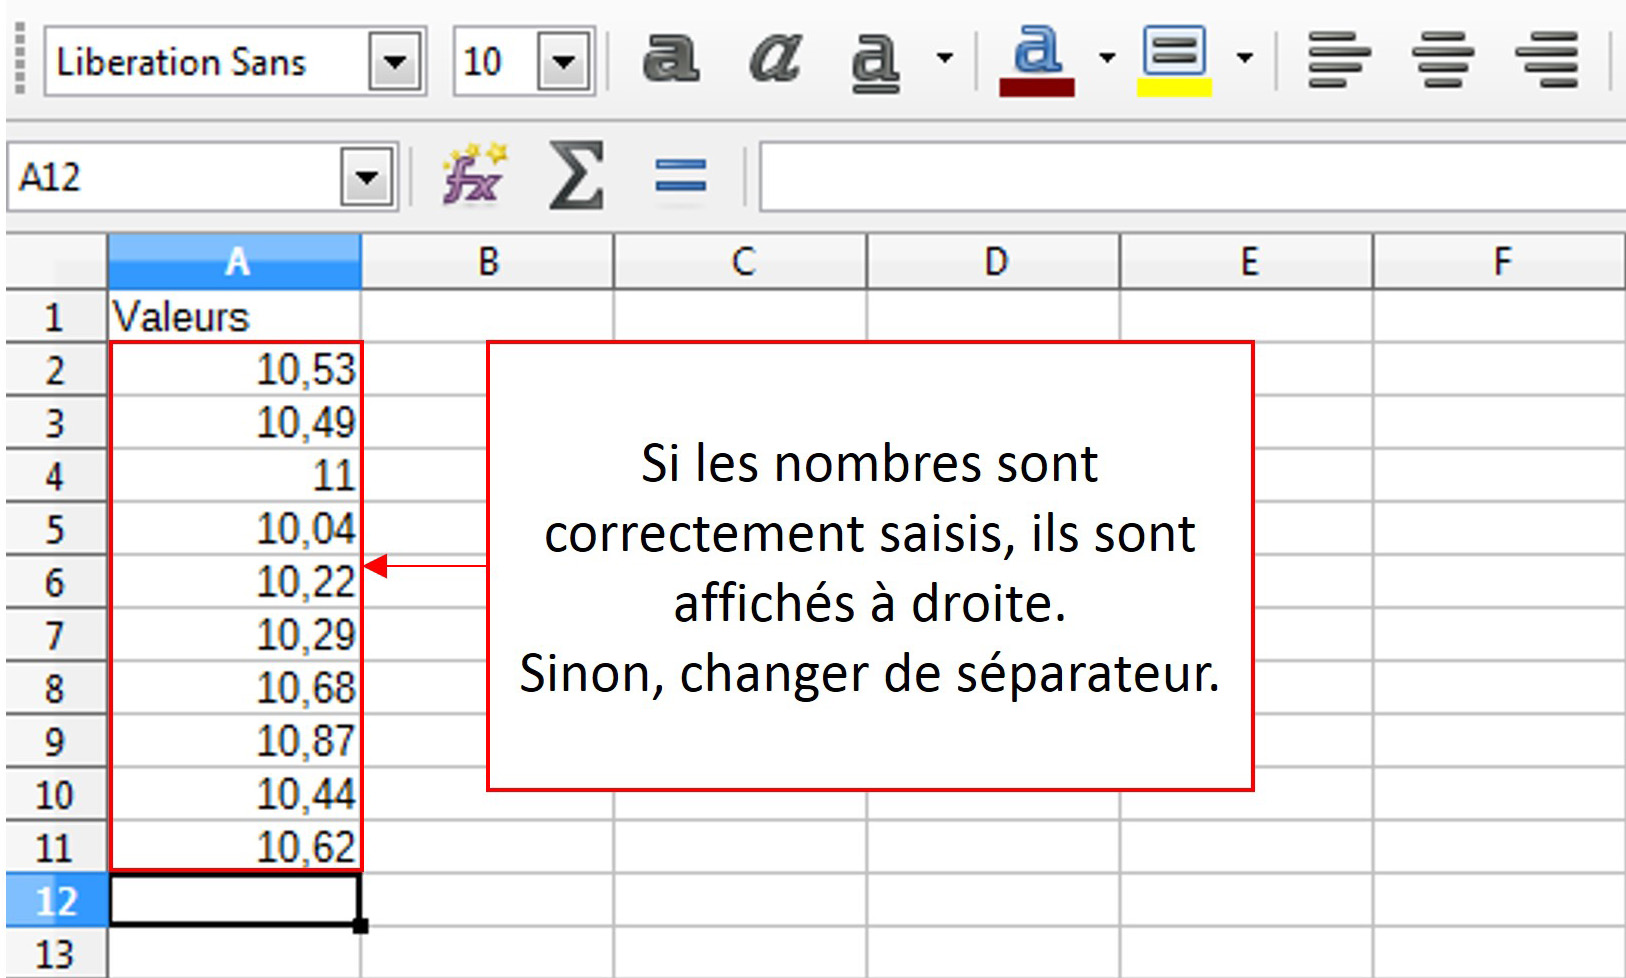 Liberation Sans 10 a a a a
A12 fx Σ =
A B C D E F
1 Valeurs
2 10,53
3 10,49
4 11
5 10,04
6 10,22
7 10,29
8 10,68
9 10,87
10 10,44
11 10,62
12
13
Si les nombres sont
correctement saisis, ils sont
affichés à droite.
Sinon, changer de séparateur.